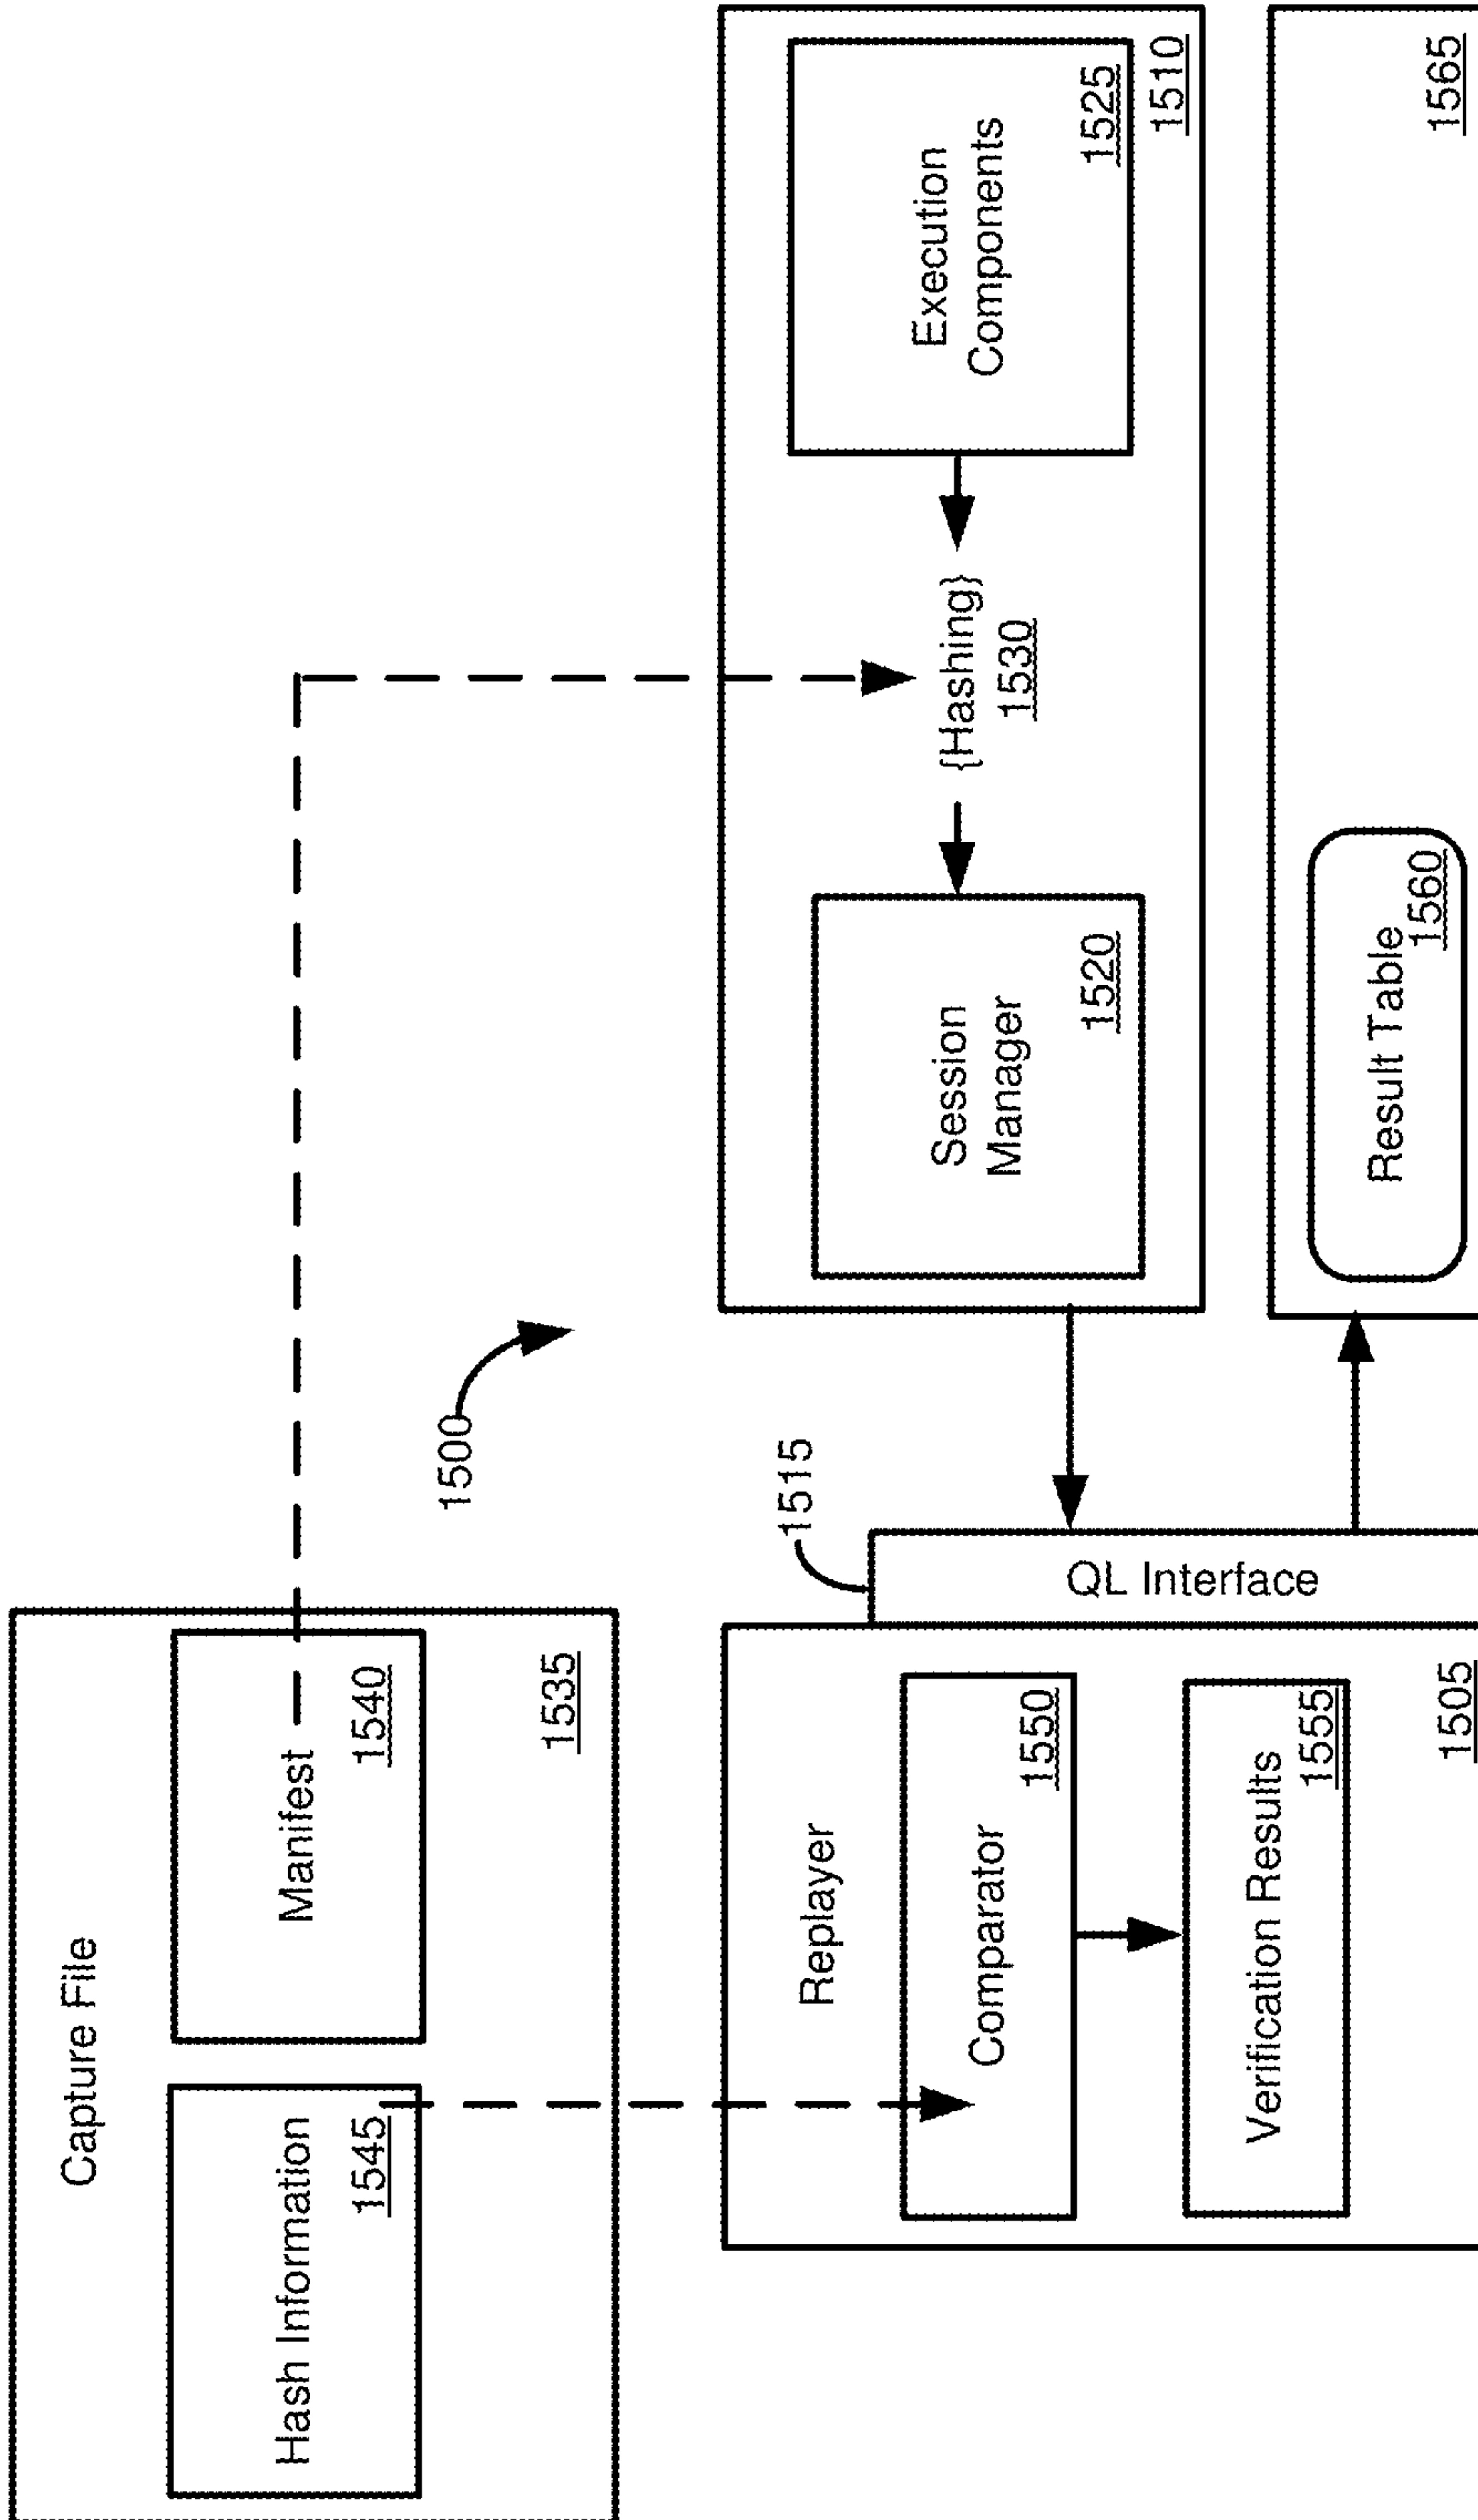 Capture File
Hash Information
1545
Manifest
1540
1535
1500
Replayer
Comparator
1550
Verification Results
1555
1505
1515
QL Interface
Session
Manager
1520
{Hashing}
1530
Execution
Components
1525
1510
Result Table
1560
1565